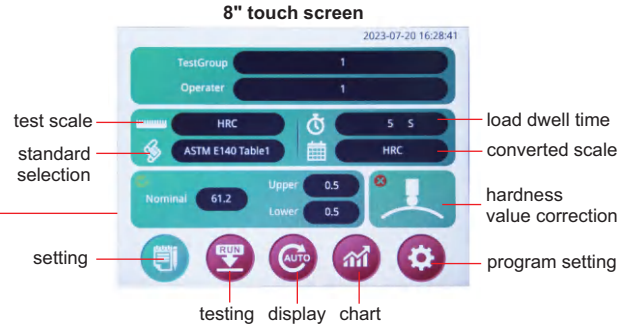 8" touch screen
2023-07-20 16:28:41
TestGroup 1
Operater 1
test scale HRC 5 S load dwell time
standard selection ASTM E140 Table1 HRC converted scale
Nominal 61.2 Upper 0.5
Lower 0.5
hardness value correction
setting RUN AUTO program setting
testing display chart